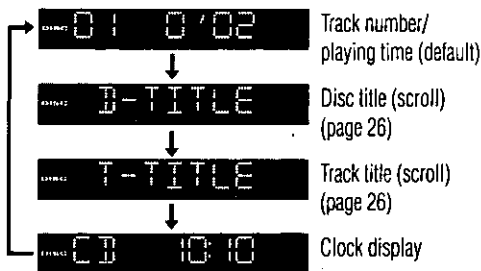 DISC 01 0'02
Track number/
playing time (default)
DISC D-TITLE
Disc title (scroll)
(page 26)
DISC T-TITLE
Track title (scroll)
(page 26)
DISC CD 10:10
Clock display